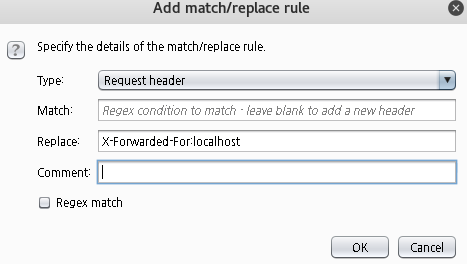 Add match/replace rule
? Specify the details of the match/replace rule.
Type: Request header
Match: Regex condition to match - leave blank to add a new header
Replace: X-Forwarded-For:localhost
Comment:
Regex match
OK Cancel